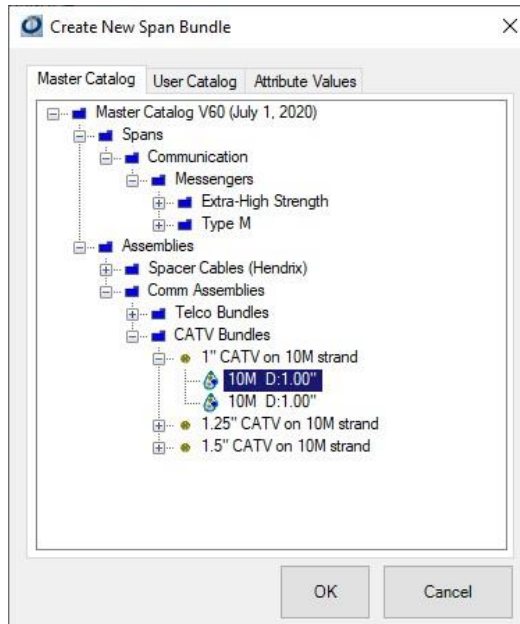 Create New Span Bundle
Master Catalog User Catalog Attribute Values
Master Catalog V60 (July 1, 2020)
Spans
Communication
Messengers
Extra-High Strength
Type M
Assemblies
Spacer Cables (Hendrix)
Comm Assemblies
Telco Bundles
CATV Bundles
1" CATV on 10M strand
10M D:1.00"
10M D:1.00"
1.25" CATV on 10M strand
1.5" CATV on 10M strand
OK Cancel